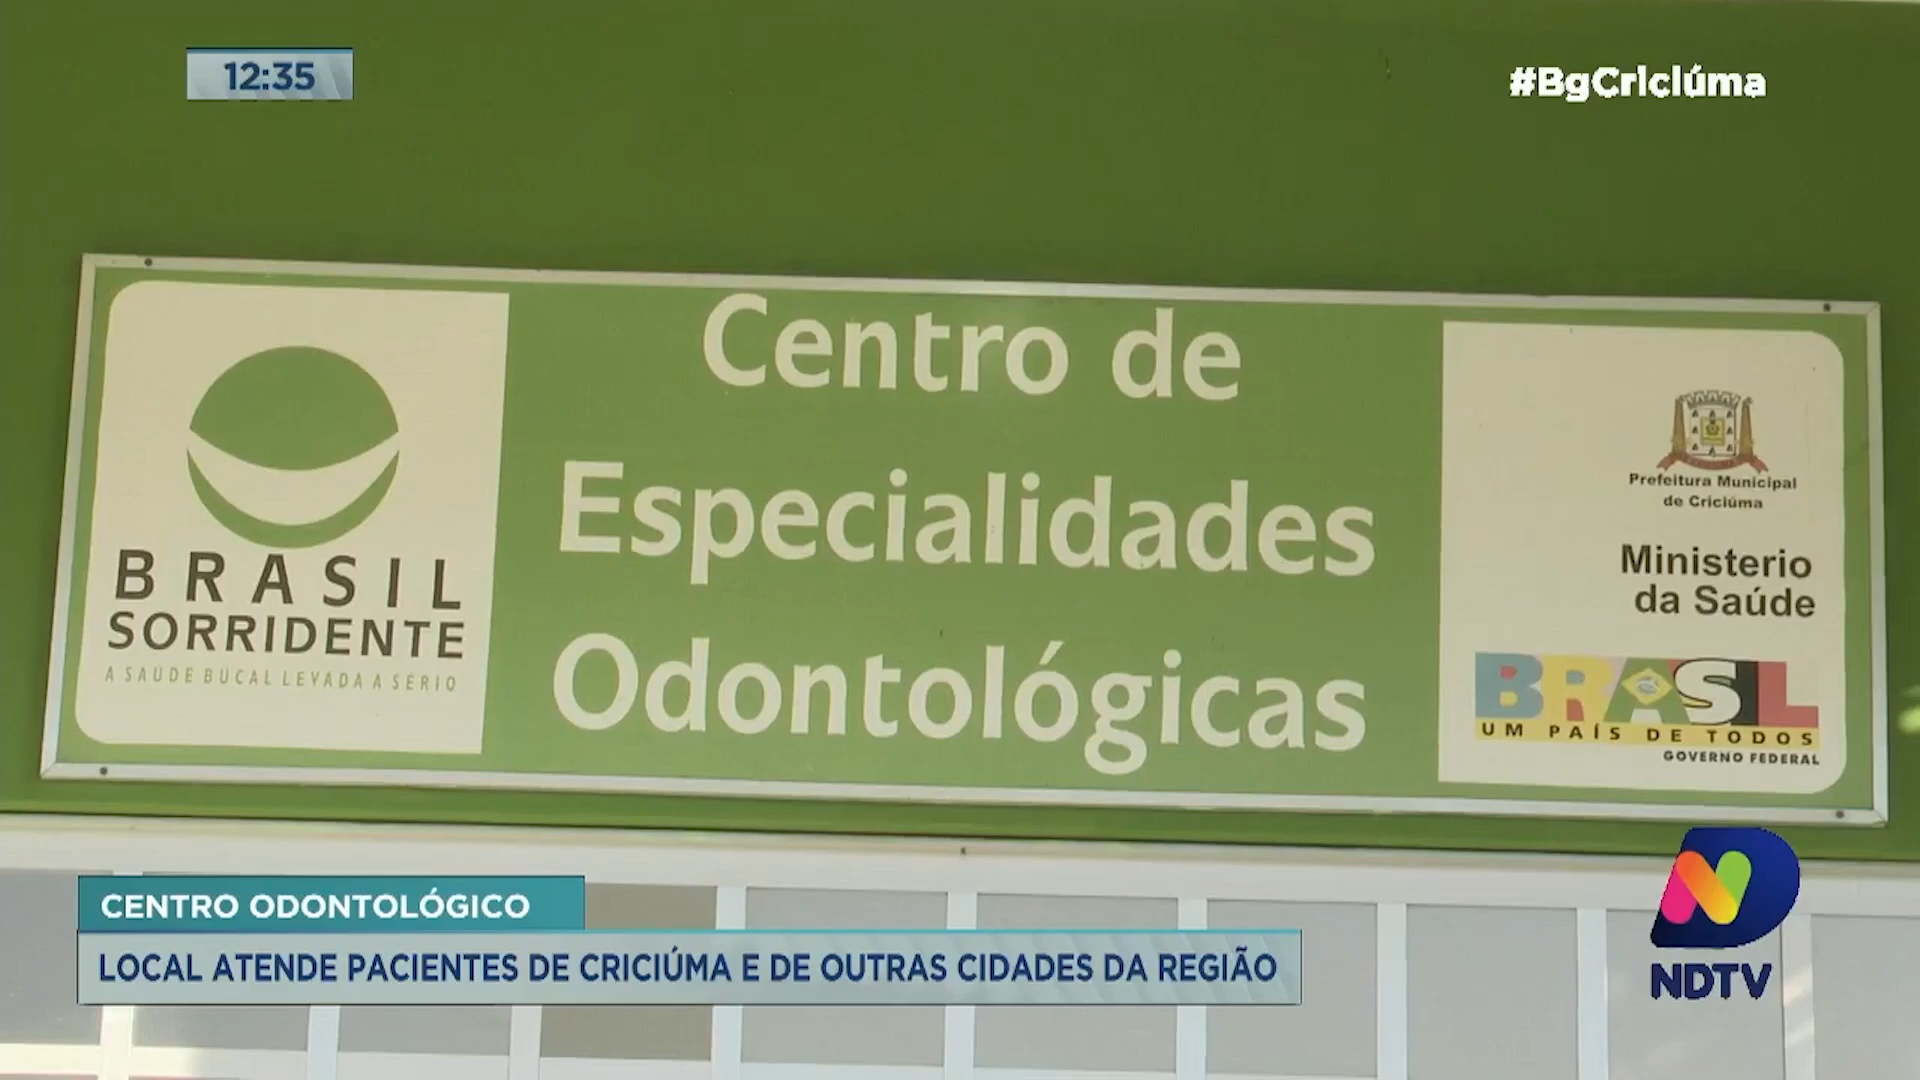 12:35
#BgCriciúma
Centro de
Especialidades
Odontológicas
BRASIL
SORRIDENTE
A SAÚDE BUCAL LEVADA A SÉRIO
Prefeitura Municipal
de Criciúma
Ministerio
da Saúde
BRASIL
UM PAÍS DE TODOS
GOVERNO FEDERAL
CENTRO ODONTOLÓGICO
LOCAL ATENDE PACIENTES DE CRICIÚMA E DE OUTRAS CIDADES DA REGIÃO
NDTV